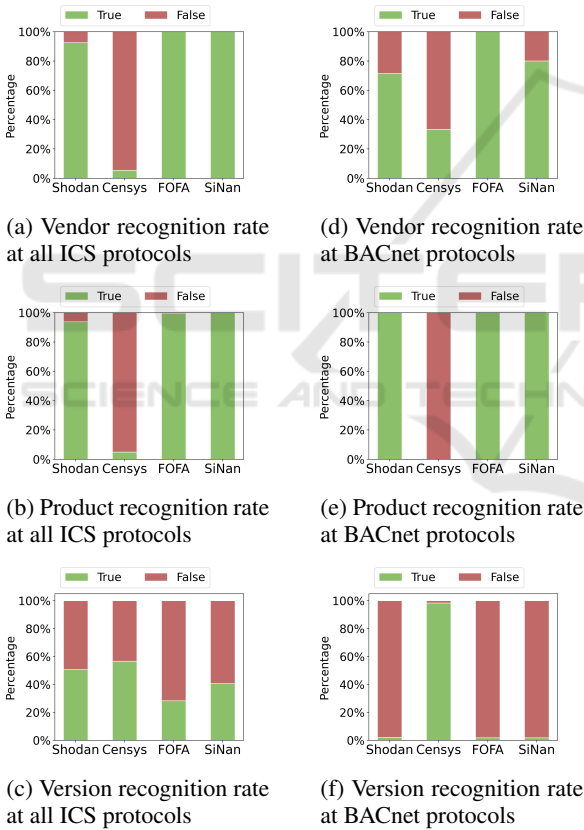 True False
100%
80%
60%
40%
20%
0%
Percentage
Shodan Censys FOFA SiNan
(a) Vendor recognition rate
at all ICS protocols
True False
100%
80%
60%
40%
20%
0%
Percentage
Shodan Censys FOFA SiNan
(d) Vendor recognition rate
at BACnet protocols
True False
100%
80%
60%
40%
20%
0%
Percentage
Shodan Censys FOFA SiNan
(b) Product recognition rate
at all ICS protocols
True False
100%
80%
60%
40%
20%
0%
Percentage
Shodan Censys FOFA SiNan
(e) Product recognition rate
at BACnet protocols
True False
100%
80%
60%
40%
20%
0%
Percentage
Shodan Censys FOFA SiNan
(c) Version recognition rate
at all ICS protocols
True False
100%
80%
60%
40%
20%
0%
Percentage
Shodan Censys FOFA SiNan
(f) Version recognition rate
at BACnet protocols
SCIENCE AND